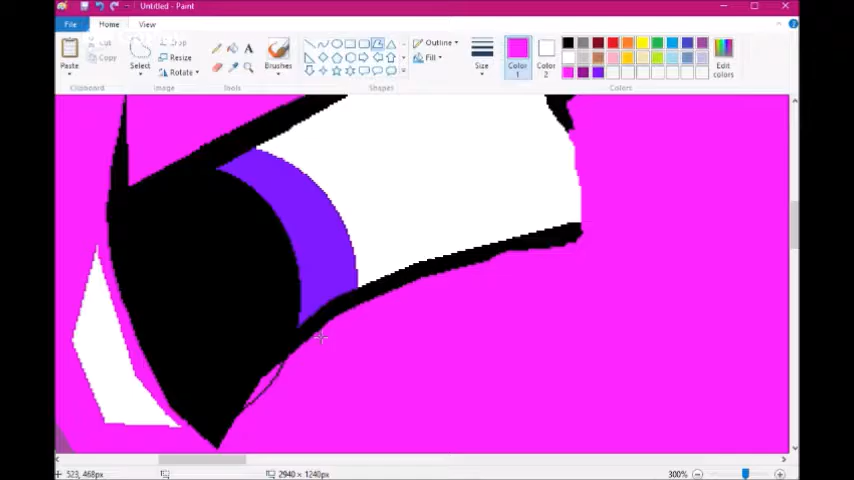 Untitled - Paint
File Home View
Paste
Cut
Copy
Clipboard
Select
Crop
Resize
Rotate
Image
A
Tools
Brushes
Outline
Fill
Shapes
Size
Color
1
Color
2
Edit
colors
Colors
523, 468px
2940 × 1240px
300%